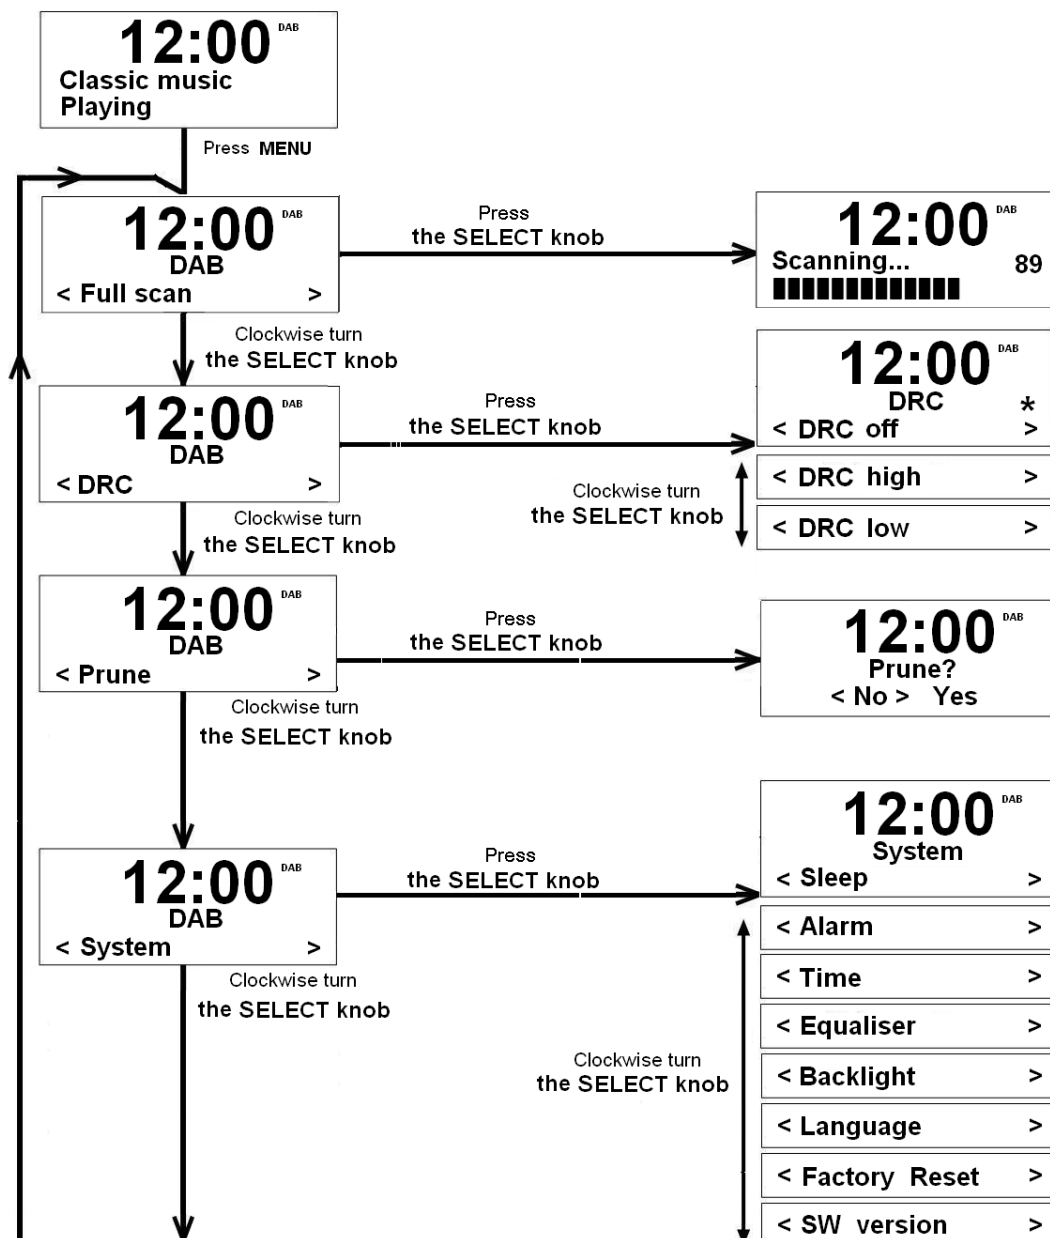 12:00 DAB
Classic music
Playing
Press MENU
12:00 DAB
DAB
< Full scan >
Press
the SELECT knob
12:00 DAB
Scanning... 89
Clockwise turn
the SELECT knob
12:00 DAB
DAB
< DRC >
Press
the SELECT knob
12:00 DAB
DRC *
< DRC off >
< DRC high >
< DRC low >
Clockwise turn
the SELECT knob
Clockwise turn
the SELECT knob
12:00 DAB
DAB
< Prune >
Press
the SELECT knob
12:00 DAB
Prune?
< No > Yes
Clockwise turn
the SELECT knob
12:00 DAB
DAB
< System >
Press
the SELECT knob
12:00 DAB
System
< Sleep >
< Alarm >
< Time >
< Equaliser >
< Backlight >
< Language >
< Factory Reset >
< SW version >
Clockwise turn
the SELECT knob
Clockwise turn
the SELECT knob